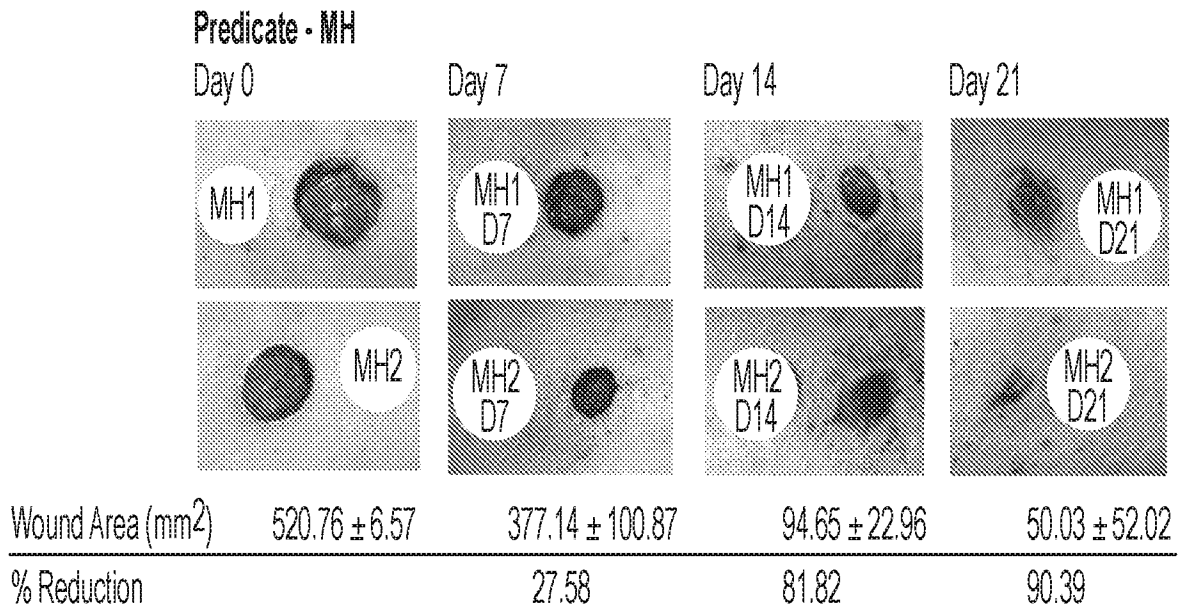 Predicate - MH
Day 0 Day 7 Day 14 Day 21
MH1
MH1
D7
MH1
D14
MH1
D21
MH2
MH2
D7
MH2
D14
MH2
D21
Wound Area (mm2) 520.76 ± 6.57 377.14 ± 100.87 94.65 ± 22.96 50.03 ± 52.02
% Reduction 27.58 81.82 90.39